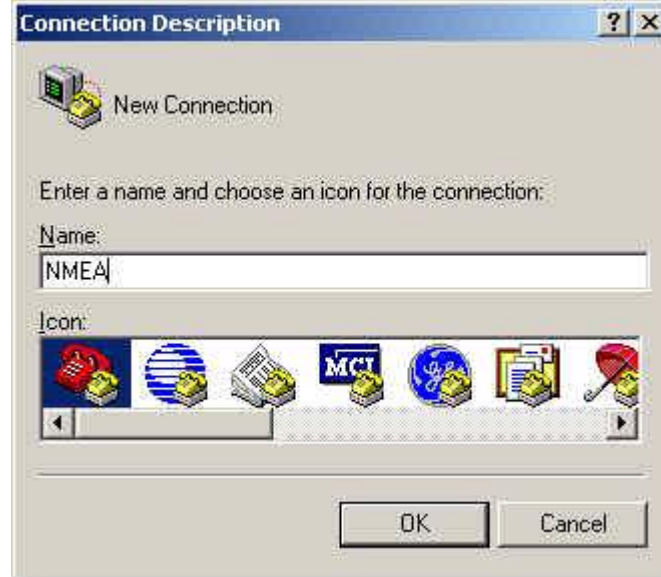 Connection Description
New Connection
Enter a name and choose an icon for the connection:
Name:
NMEA
Icon:
MCI
OK
Cancel